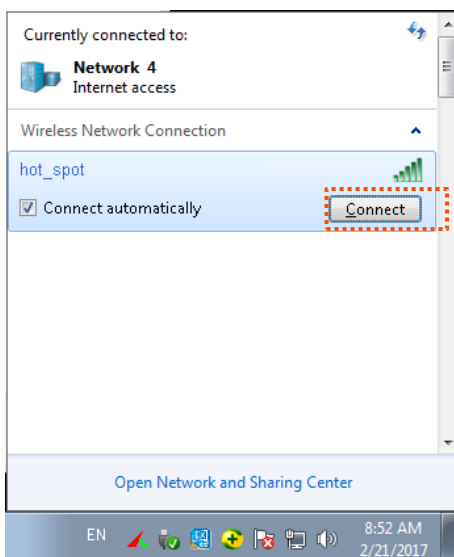 Currently connected to:
Network 4
Internet access
Wireless Network Connection
hot_spot
Connect automatically
Connect
Open Network and Sharing Center
EN
8:52 AM
2/21/2017